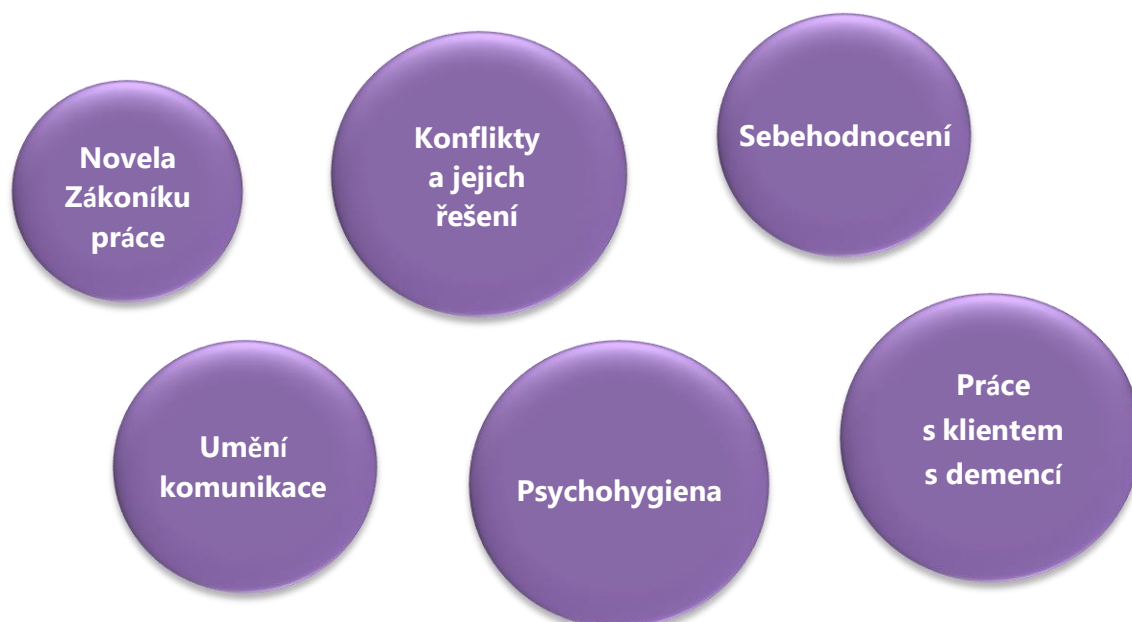 Novela
Zákoníku
práce
Konflikty
a jejich
řešení
Sebehodnocení
Umění
komunikace
Psychohygiena
Práce
s klientem
s demencí